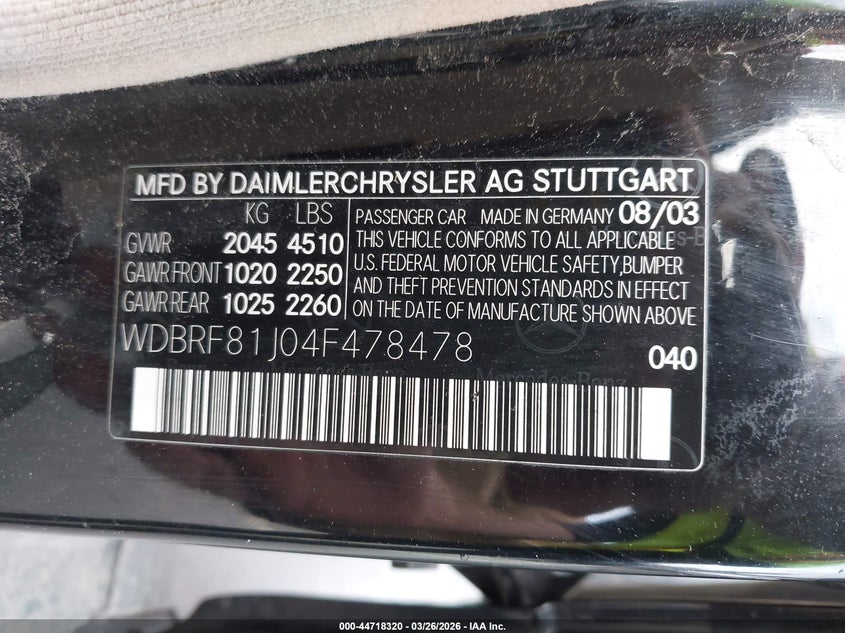 MFD BY DAIMLERCHRYSLER AG STUTTGART
KG LBS
GVWR 2045 4510
GAWR FRONT 1020 2250
GAWR REAR 1025 2260
PASSENGER CAR MADE IN GERMANY 08/03
THIS VEHICLE CONFORMS TO ALL APPLICABLE
U.S. FEDERAL MOTOR VEHICLE SAFETY,BUMPER
AND THEFT PREVENTION STANDARDS IN EFFECT
ON THE DATE OF MANUFACTURE SHOWN ABOVE
WDBRF81J04F478478
040
Mercedes-Benz
000-44718320 | 03/26/2026 - IAA Inc.